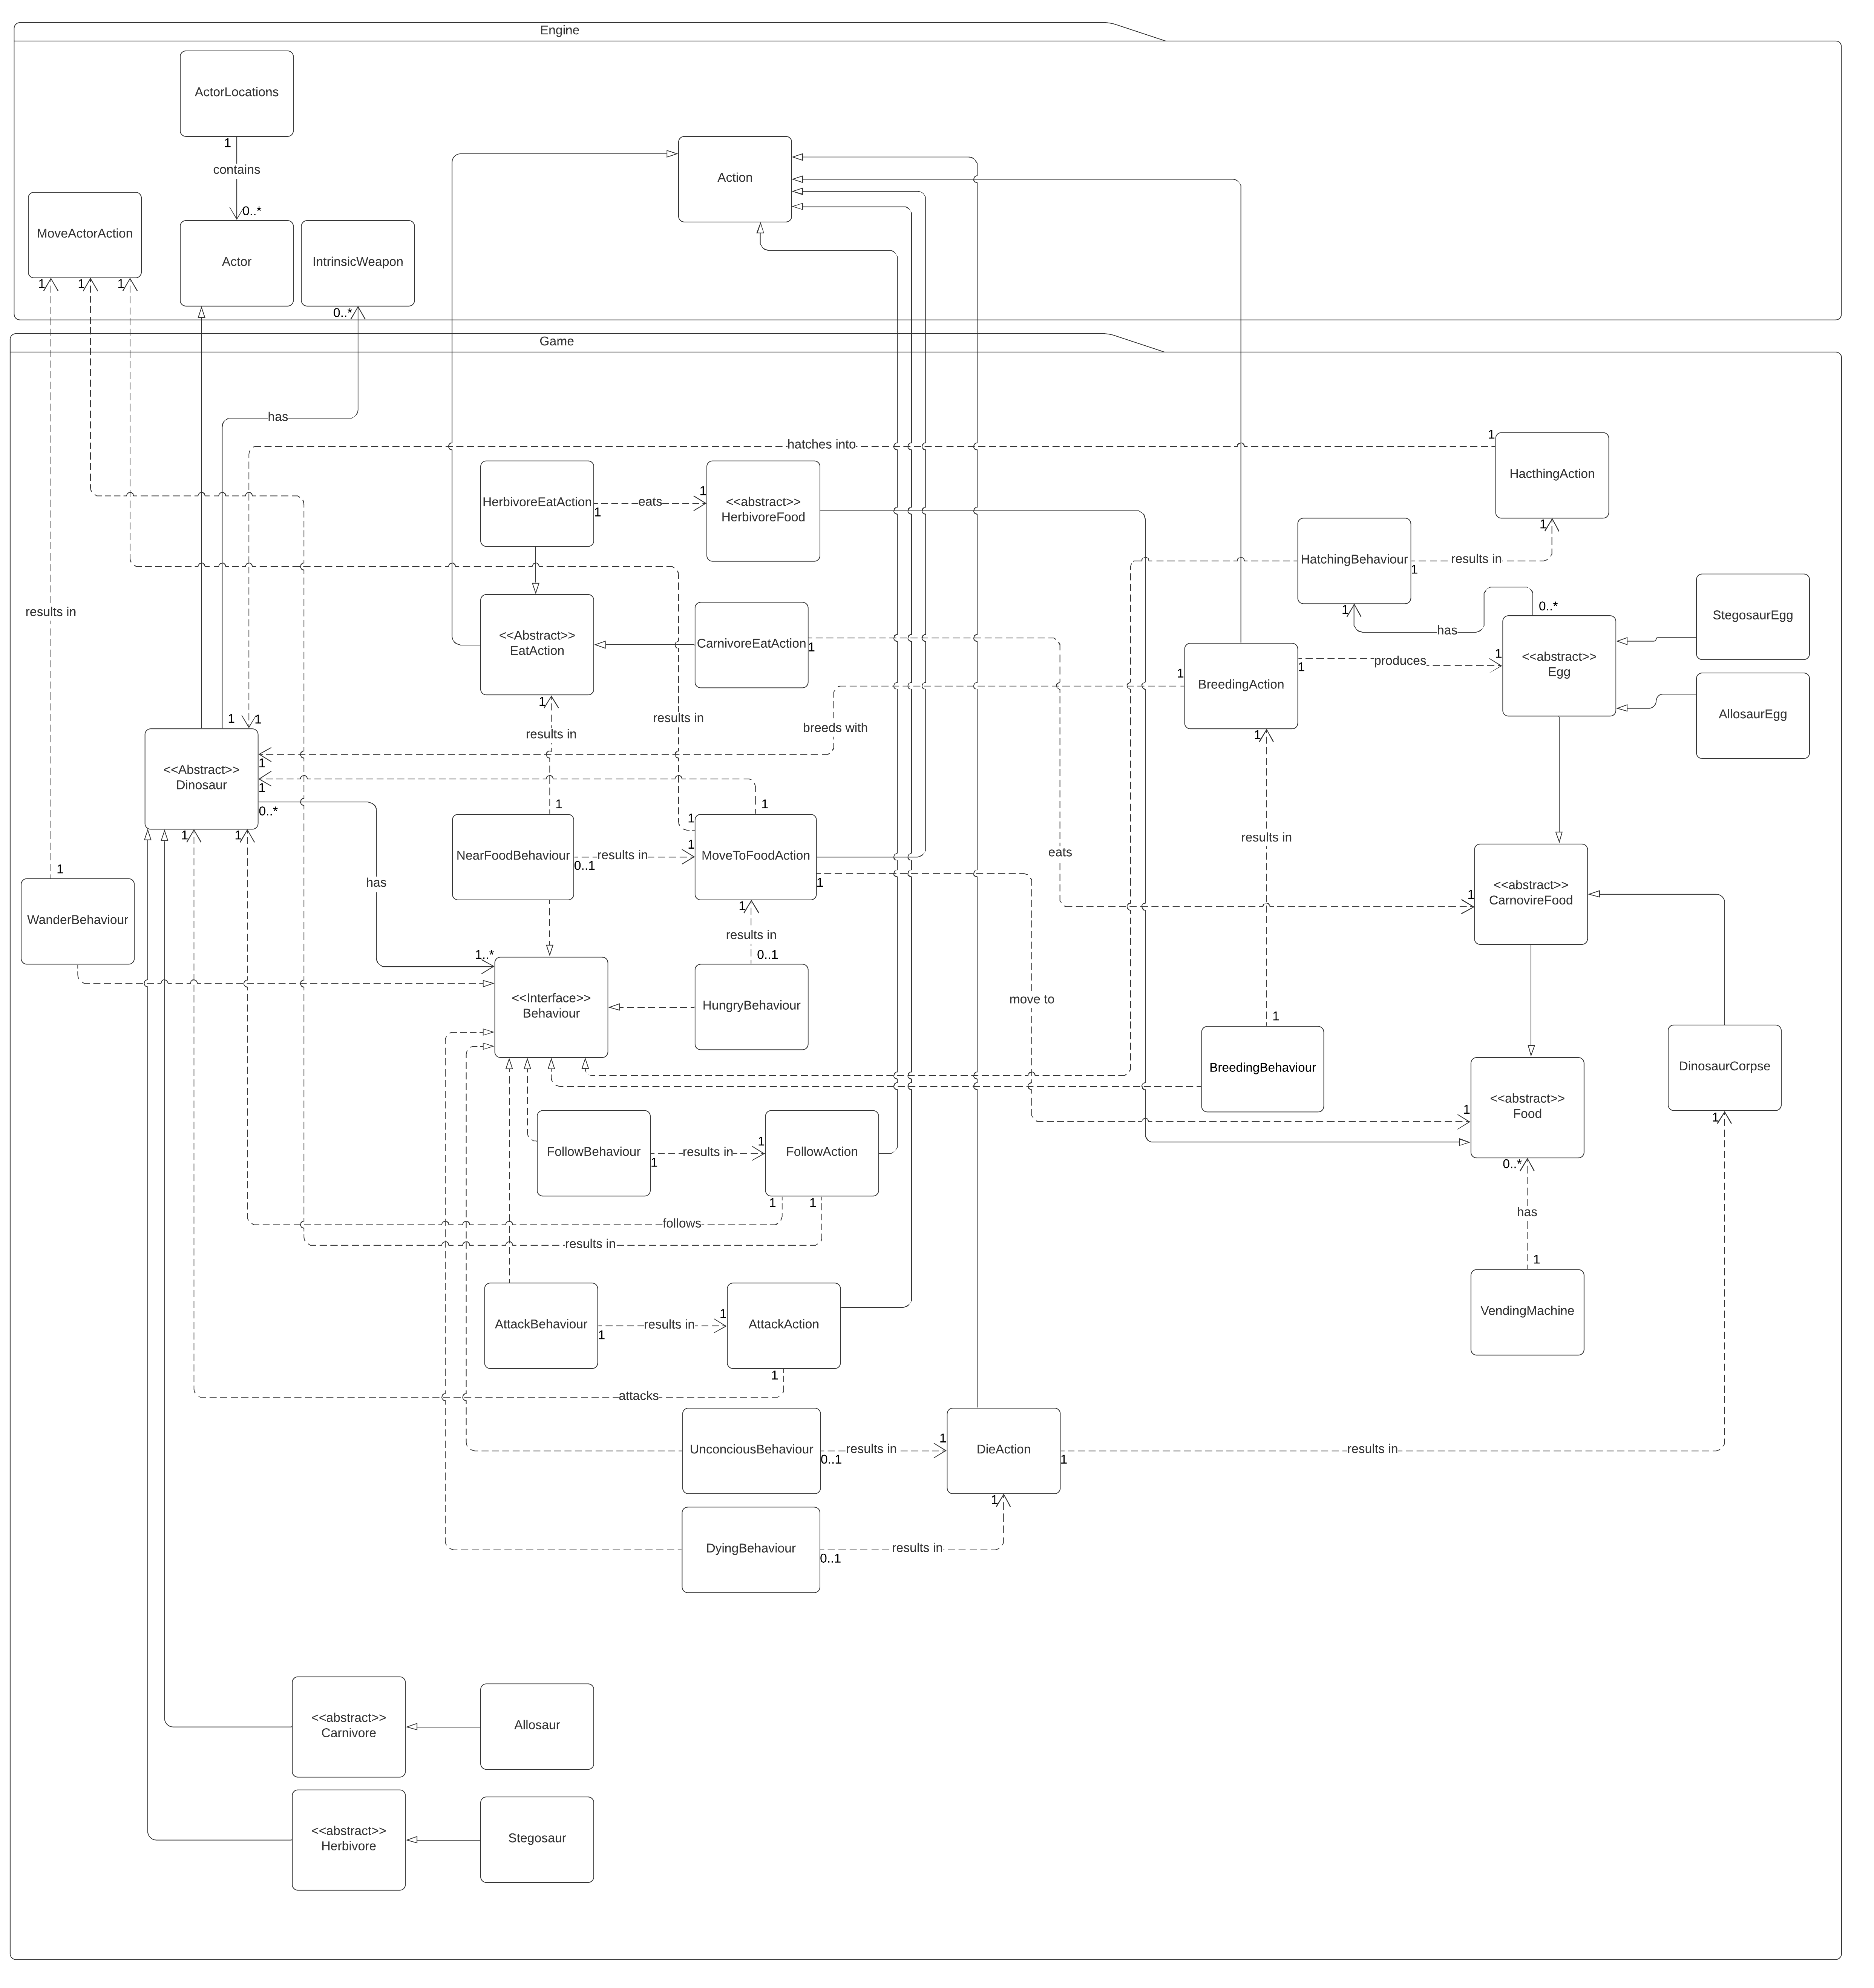 Engine
ActorLocations
1
contains
0..*
Action
MoveActorAction
Actor
IntrinsicWeapon
1
1
1
0..*
Game
has
hatches into
1
HacthingAction
HerbivoreEatAction
eats
1
1
<<abstract>>
HerbivoreFood
1
HatchingBehaviour
results in
1
results in
1
0..*
has
StegosaurEgg
<<Abstract>>
EatAction
CarnivoreEatAction
1
1
BreedingAction
1
produces
1
<<abstract>>
Egg
AllosaurEgg
1
results in
results in
breeds with
1
1
1
<<Abstract>>
Dinosaur
1
1
0..*
1
1
1
1
1
NearFoodBehaviour
0..1
results in
1
MoveToFoodAction
1
results in
eats
1
WanderBehaviour
has
1
<<abstract>>
CarnovireFood
1
results in
0..1
1..*
<<Interface>>
Behaviour
HungryBehaviour
move to
1
BreedingBehaviour
DinosaurCorpse
1
<<abstract>>
Food
1
0..*
FollowBehaviour
1
results in
1
FollowAction
1
1
follows
results in
has
1
VendingMachine
AttackBehaviour
1
results in
1
AttackAction
1
attacks
UnconciousBehaviour
0..1
results in
1
DieAction
1
results in
1
DyingBehaviour
0..1
results in
<<abstract>>
Carnivore
Allosaur
<<abstract>>
Herbivore
Stegosaur